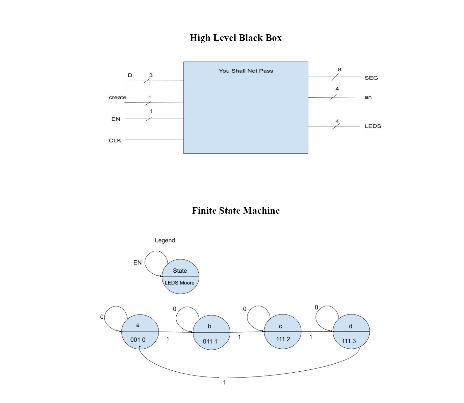 High Level Black Box
You Shall Not Pass
D 3
create 1
EN 1
CLK
8 SEG
4 an
4 LEDS
Finite State Machine
Legend
EN
State
LEDS Moore
0 0 0 0
a b c d
001 0 011 1 111 2 111 3
1 1 1
1